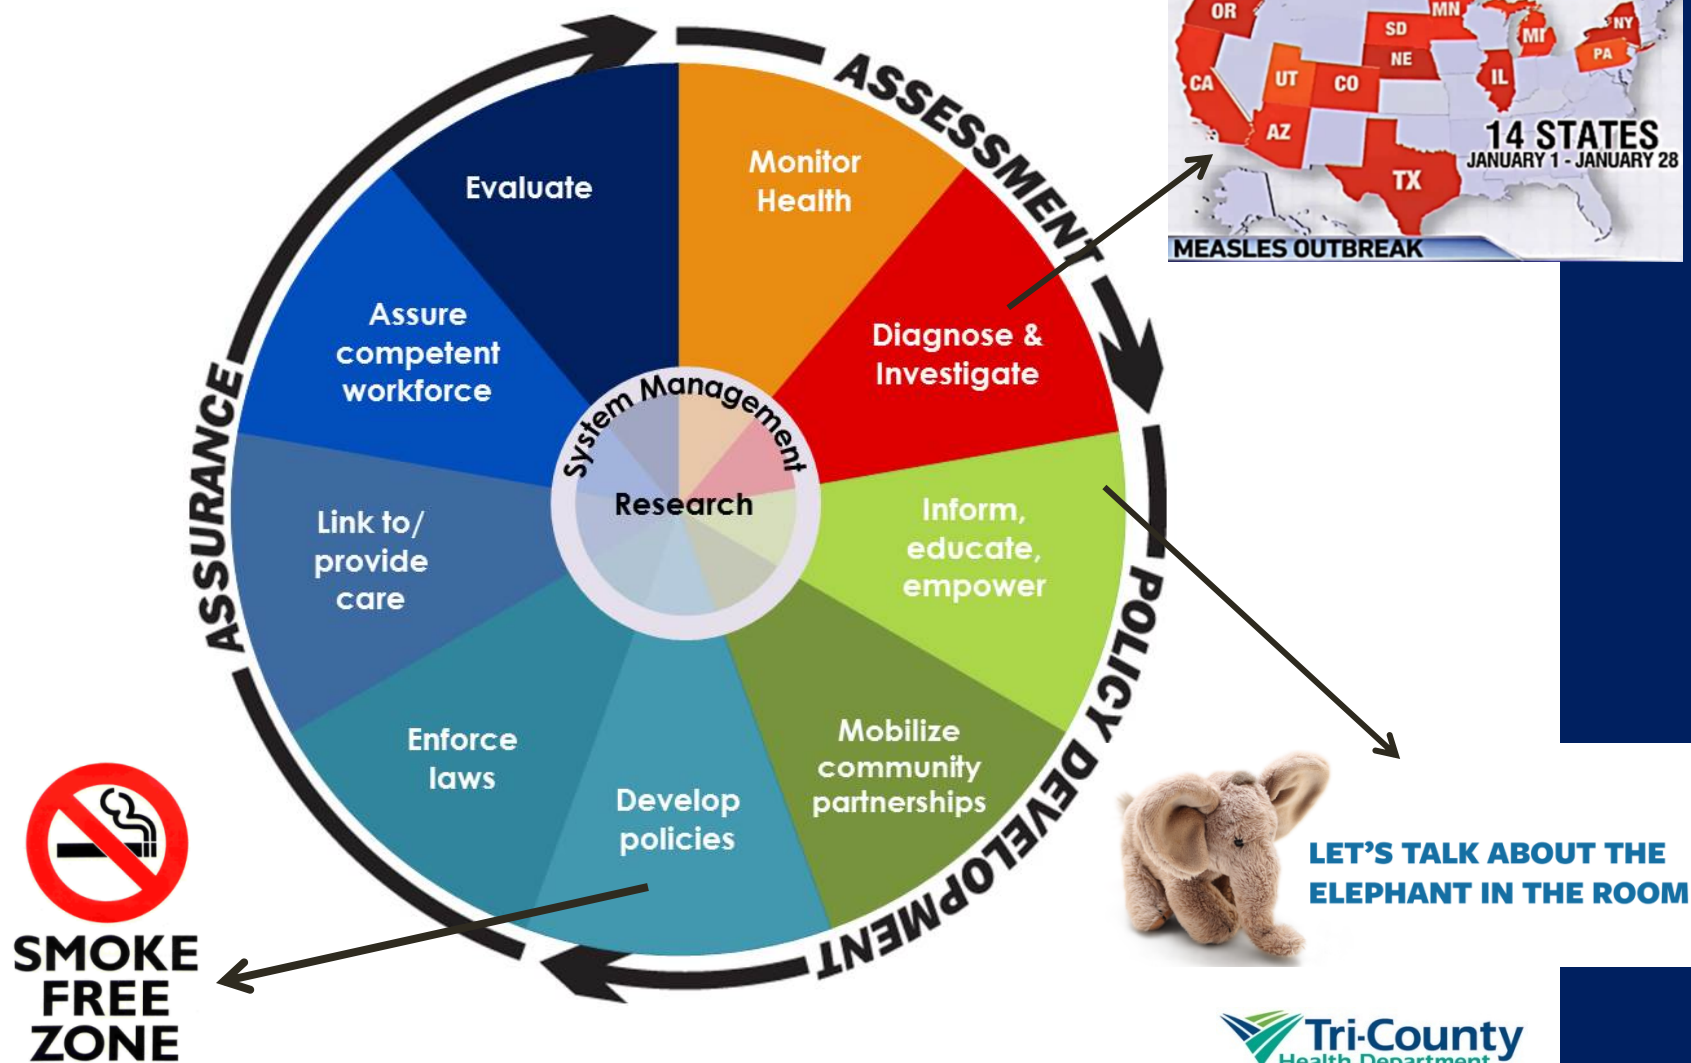 ASSESSMENT
Monitor
Health
Diagnose &
Investigate
POLICY DEVELOPMENT
Inform,
educate,
empower
Mobilize
community
partnerships
Develop
policies
ASSURANCE
Enforce
laws
Link to/
provide
care
Assure
competent
workforce
Evaluate
System Management
Research
OR
MN
SD
MI
NY
NE
PA
CA
UT
CO
IL
AZ
14 STATES
JANUARY 1 - JANUARY 28
TX
MEASLES OUTBREAK
LET'S TALK ABOUT THE
ELEPHANT IN THE ROOM
SMOKE
FREE
ZONE
Tri-County
Health Department